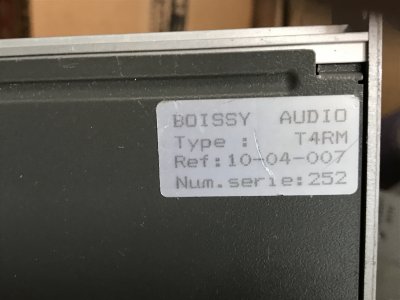 BOISSY AUDIO
Type : T4RM
Ref:10-04-007
Num.serie:252